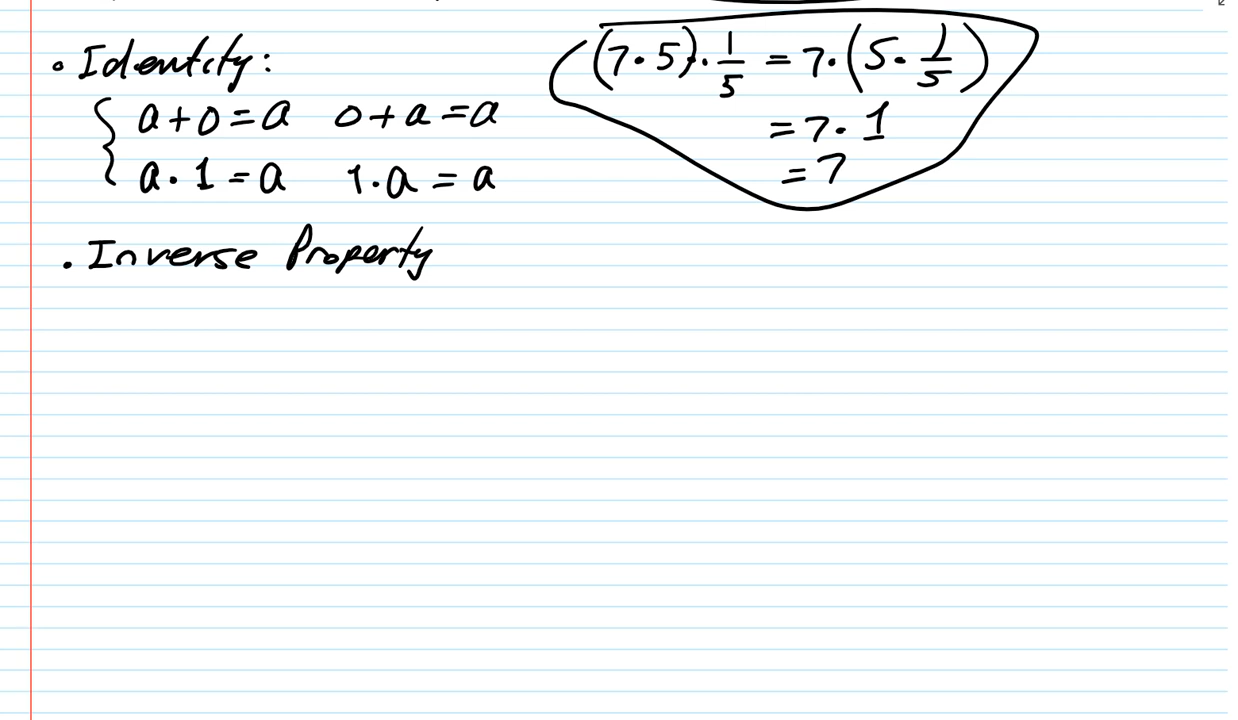 • Identity:
a + 0 = a   0 + a = a
a · 1 = a   1 · a = a
(7 · 5) · 1/5 = 7 · (5 · 1/5)
= 7 · 1
= 7
• Inverse Property